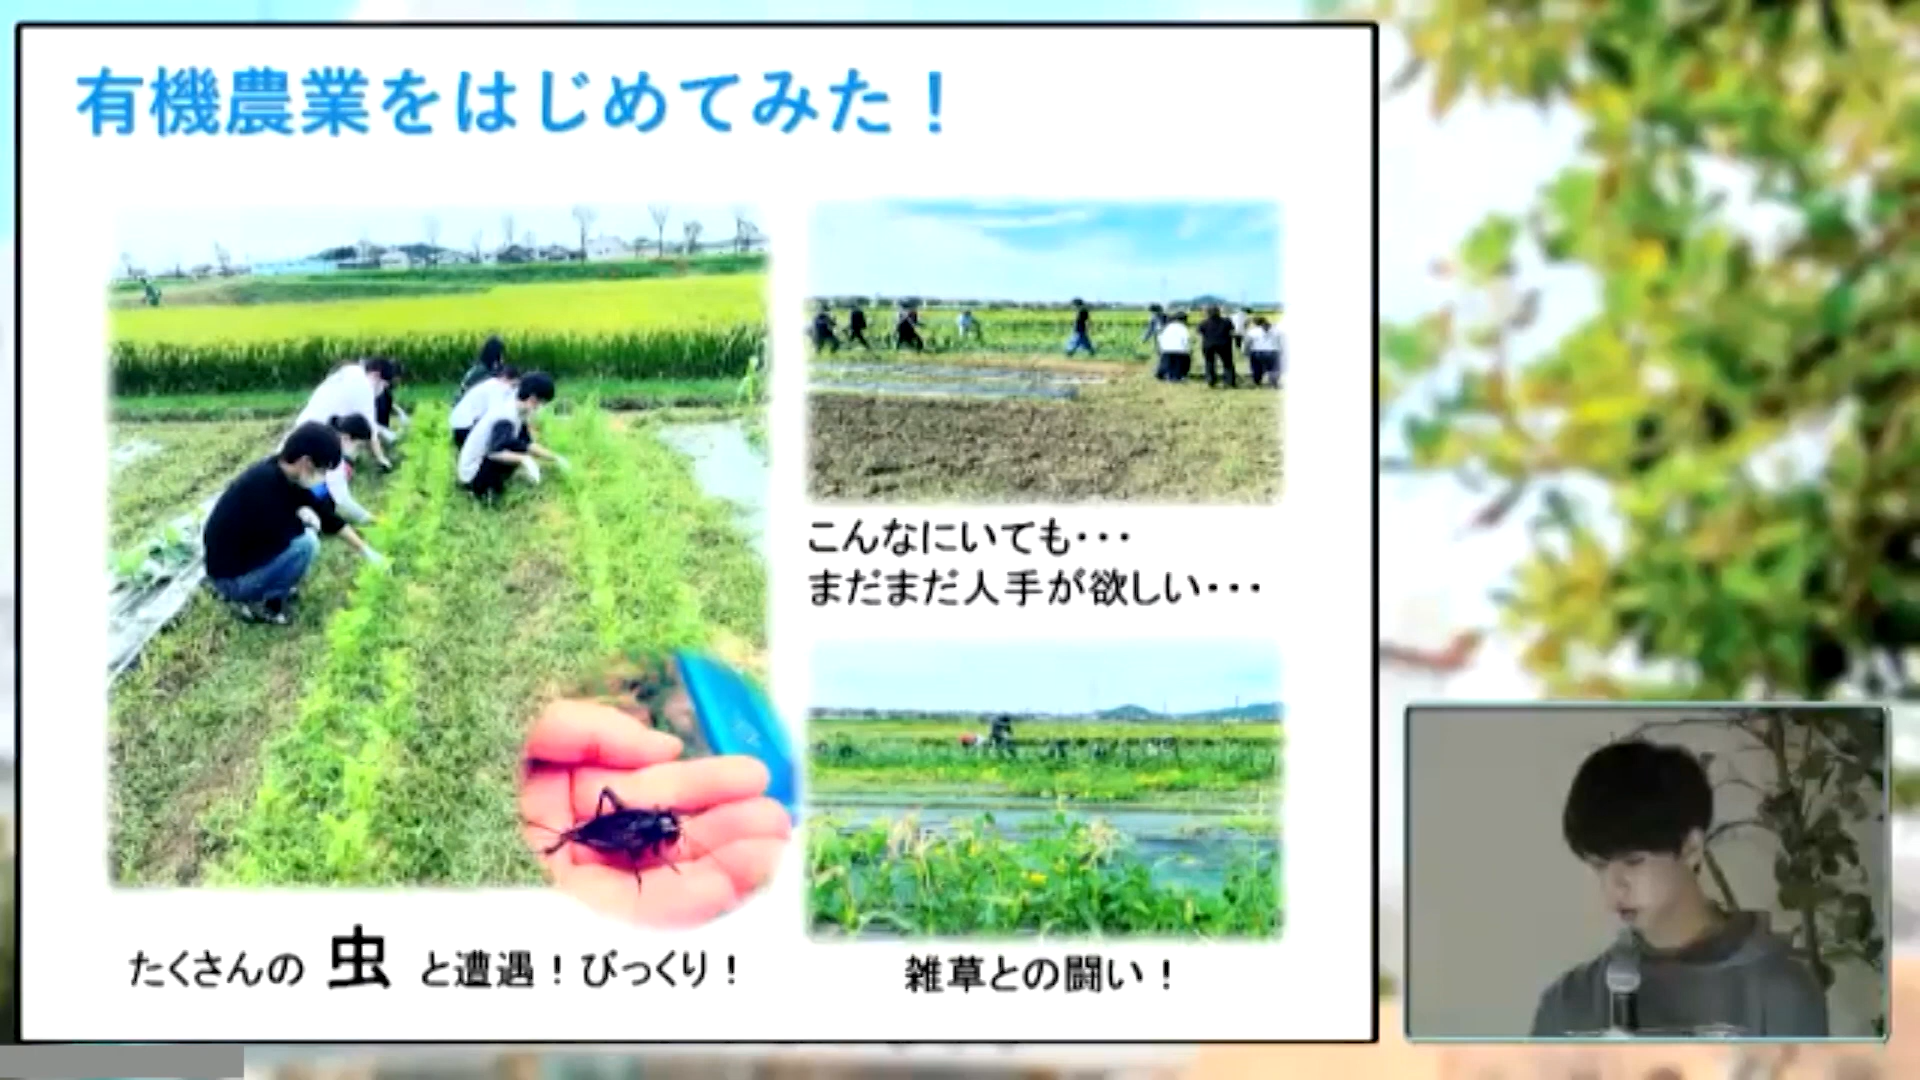 有機農業をはじめてみた！
こんなにいても・・・
まだまだ人手が欲しい・・・
たくさんの 虫 と遭遇！びっくり！
雑草との闘い！